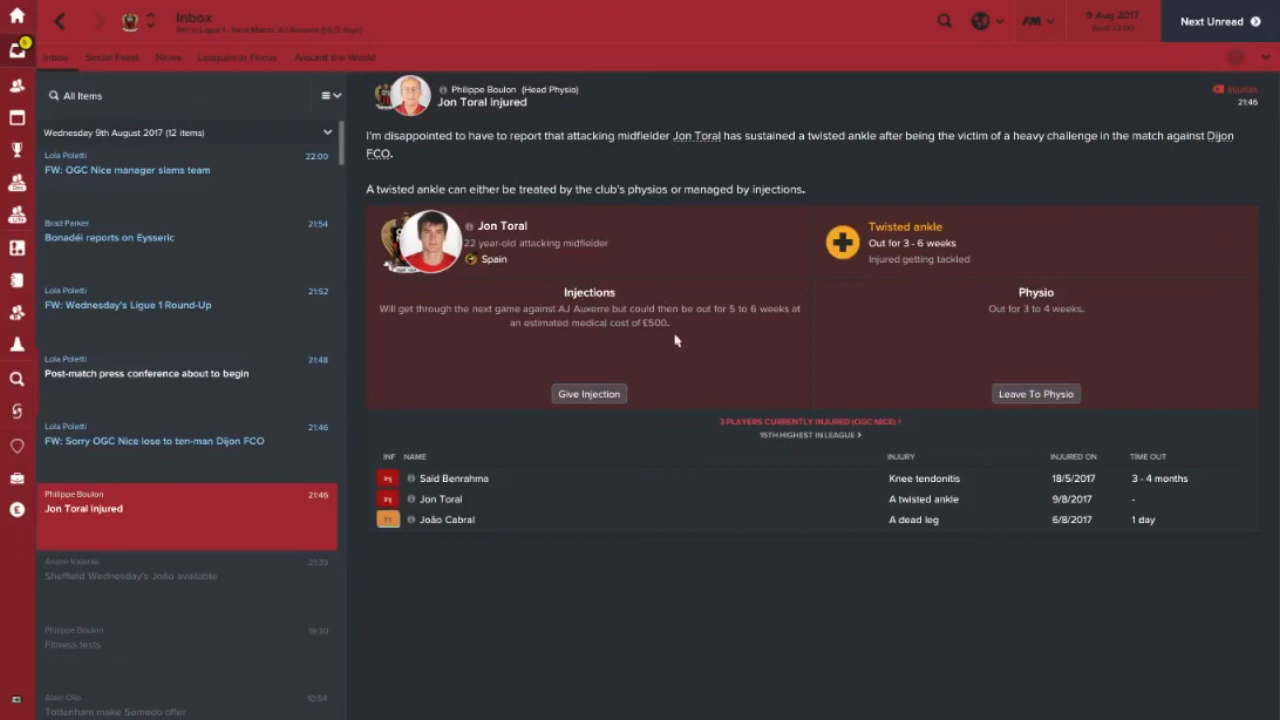 Inbox
9 Aug 2017
Wed 22:00
Next Unread
Inbox
Social Feed
News
Leagues in Focus
Around the World
All Items
Wednesday 9th August 2017 (12 items)
Lola Poletti
22:00
FW: OGC Nice manager slams team
Brad Parker
21:54
Bonadéi reports on Eysseric
Lola Poletti
21:52
FW: Wednesday's Ligue 1 Round-Up
Lola Poletti
21:48
Post-match press conference about to begin
Lola Poletti
21:46
FW: Sorry OGC Nice lose to ten-man Dijon FCO
Philippe Boulon
21:46
Jon Toral injured
21:39
Sheffield Wednesday's João available
Philippe Boulon
19:30
Fitness tests
10:54
Tottenham make Semedo offer
Philippe Boulon (Head Physio)
Jon Toral injured
Injuries
21:46
I'm disappointed to have to report that attacking midfielder Jon Toral has sustained a twisted ankle after being the victim of a heavy challenge in the match against Dijon
FCO.
A twisted ankle can either be treated by the club's physios or managed by injections.
Jon Toral
22 year-old attacking midfielder
Spain
Twisted ankle
Out for 3 - 6 weeks
Injured getting tackled
Injections
Will get through the next game against AJ Auxerre but could then be out for 5 to 6 weeks at
an estimated medical cost of £500.
Give Injection
Physio
Out for 3 to 4 weeks.
Leave To Physio
3 PLAYERS CURRENTLY INJURED (OGC NICE) >
15TH HIGHEST IN LEAGUE >
INF NAME INJURY INJURED ON TIME OUT
Inj Saïd Benrahma Knee tendonitis 18/5/2017 3 - 4 months
Inj Jon Toral A twisted ankle 9/8/2017 -
João Cabral A dead leg 6/8/2017 1 day